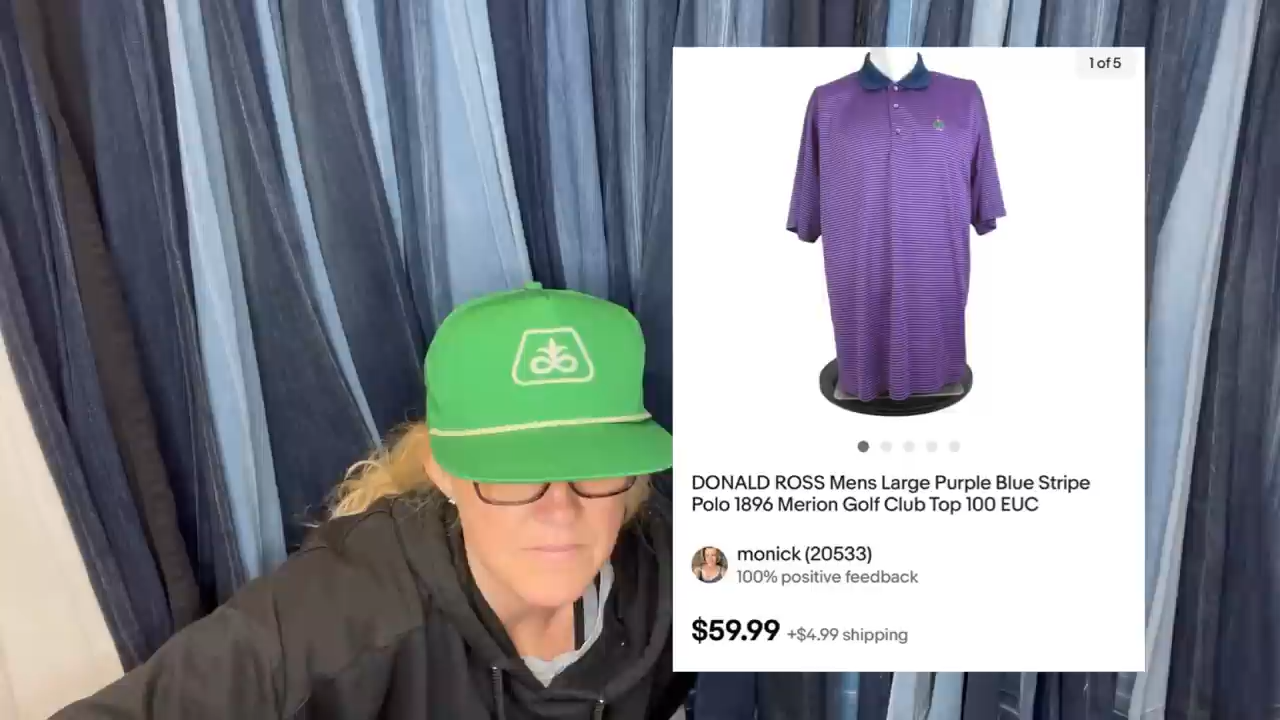 1 of 5
DONALD ROSS Mens Large Purple Blue Stripe
Polo 1896 Merion Golf Club Top 100 EUC
monick (20533)
100% positive feedback
$59.99 +$4.99 shipping